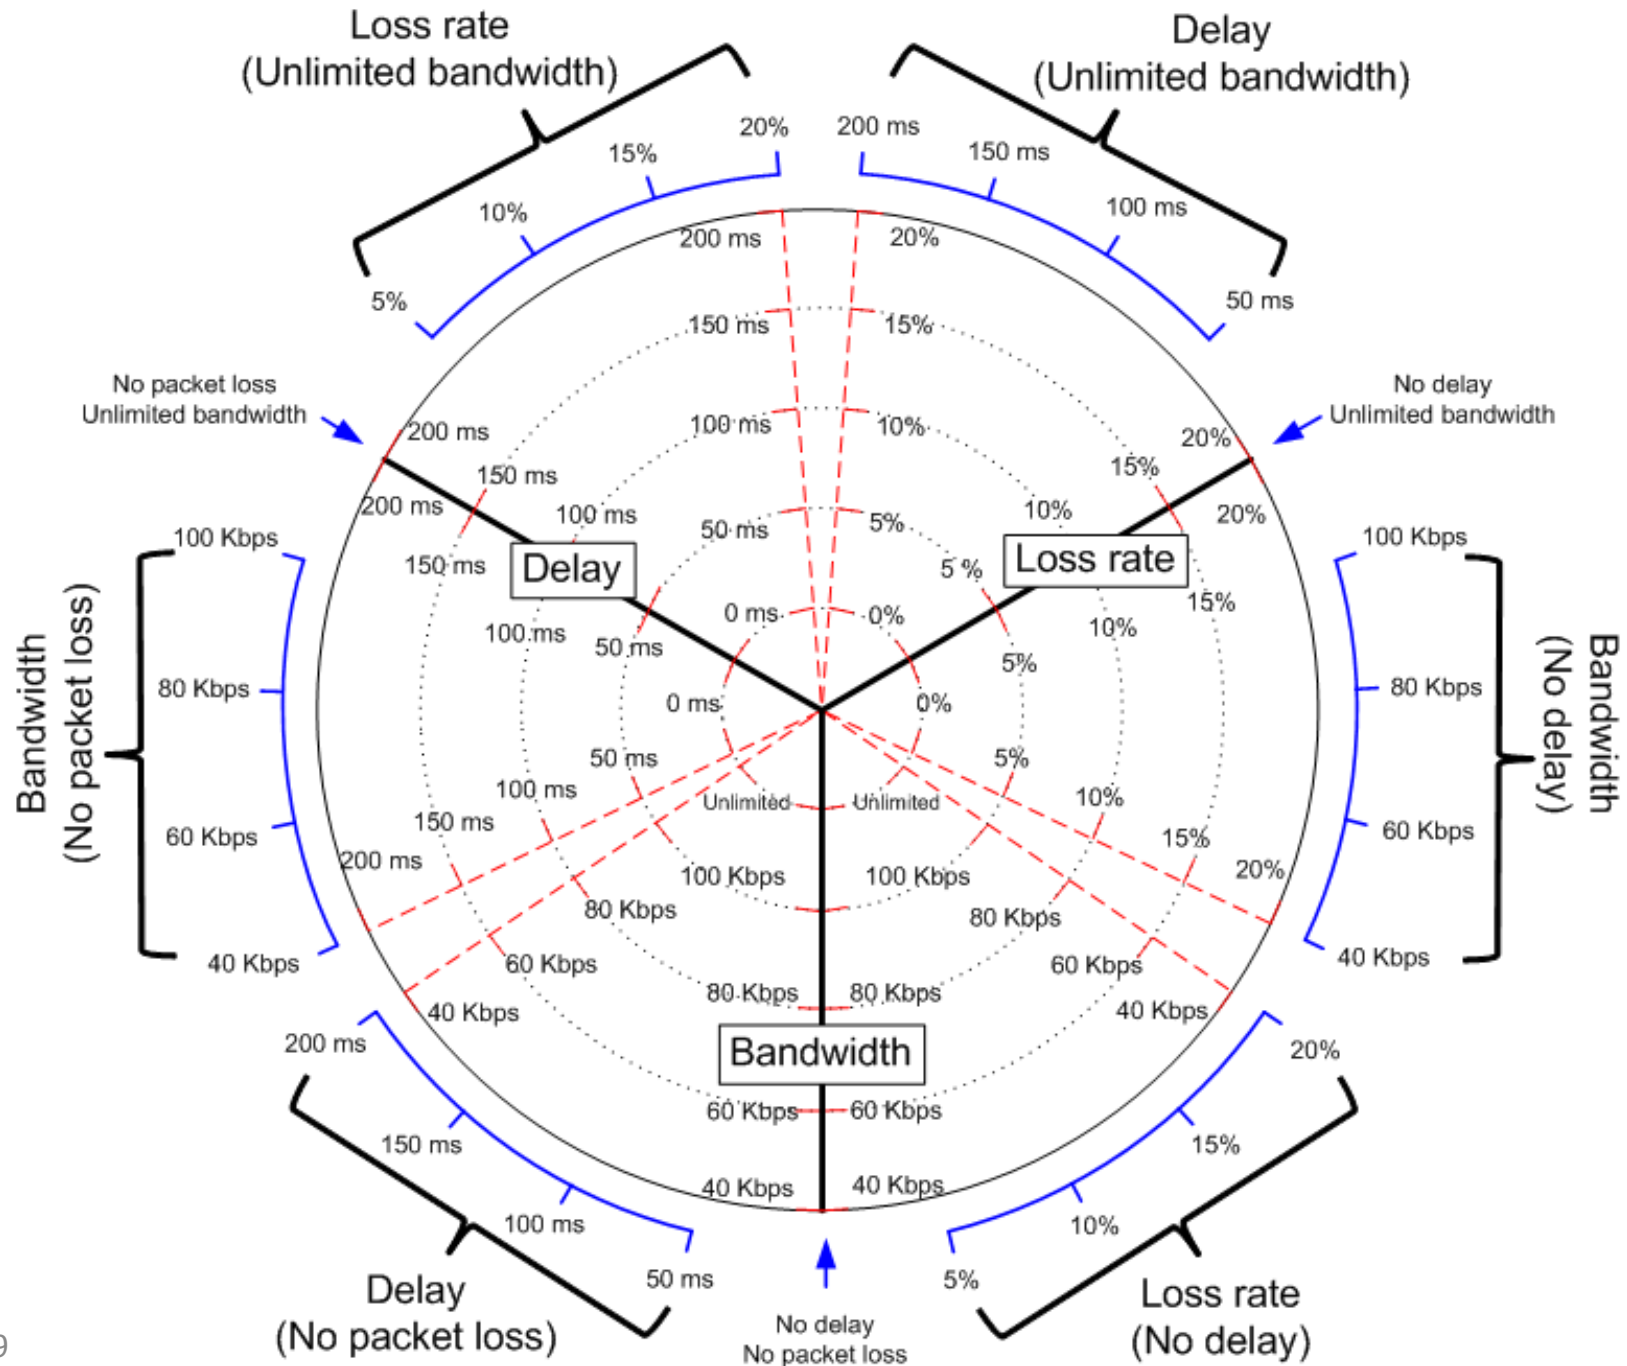 Loss rate
(Unlimited bandwidth)
Delay
(Unlimited bandwidth)
20%
200 ms
15%
150 ms
10%
100 ms
5%
50 ms
200 ms
20%
150 ms
15%
No packet loss
Unlimited bandwidth
No delay
Unlimited bandwidth
100 ms
10%
200 ms
20%
150 ms
15%
200 ms
100 ms
50 ms
5%
10%
20%
100 Kbps
100 Kbps
150 ms
Delay
Loss rate
5 %
15%
0 ms
0%
100 ms
50 ms
5%
10%
Bandwidth
(No packet loss)
Bandwidth
(No delay)
80 Kbps
0 ms
0%
80 Kbps
50 ms
5%
100 ms
Unlimited
Unlimited
10%
150 ms
15%
60 Kbps
60 Kbps
200 ms
20%
100 Kbps
100 Kbps
80 Kbps
80 Kbps
40 Kbps
60 Kbps
60 Kbps
40 Kbps
80 Kbps
80 Kbps
40 Kbps
40 Kbps
200 ms
Bandwidth
20%
60 Kbps
60 Kbps
150 ms
15%
40 Kbps
40 Kbps
100 ms
10%
50 ms
5%
Delay
(No packet loss)
No delay
No packet loss
Loss rate
(No delay)
9